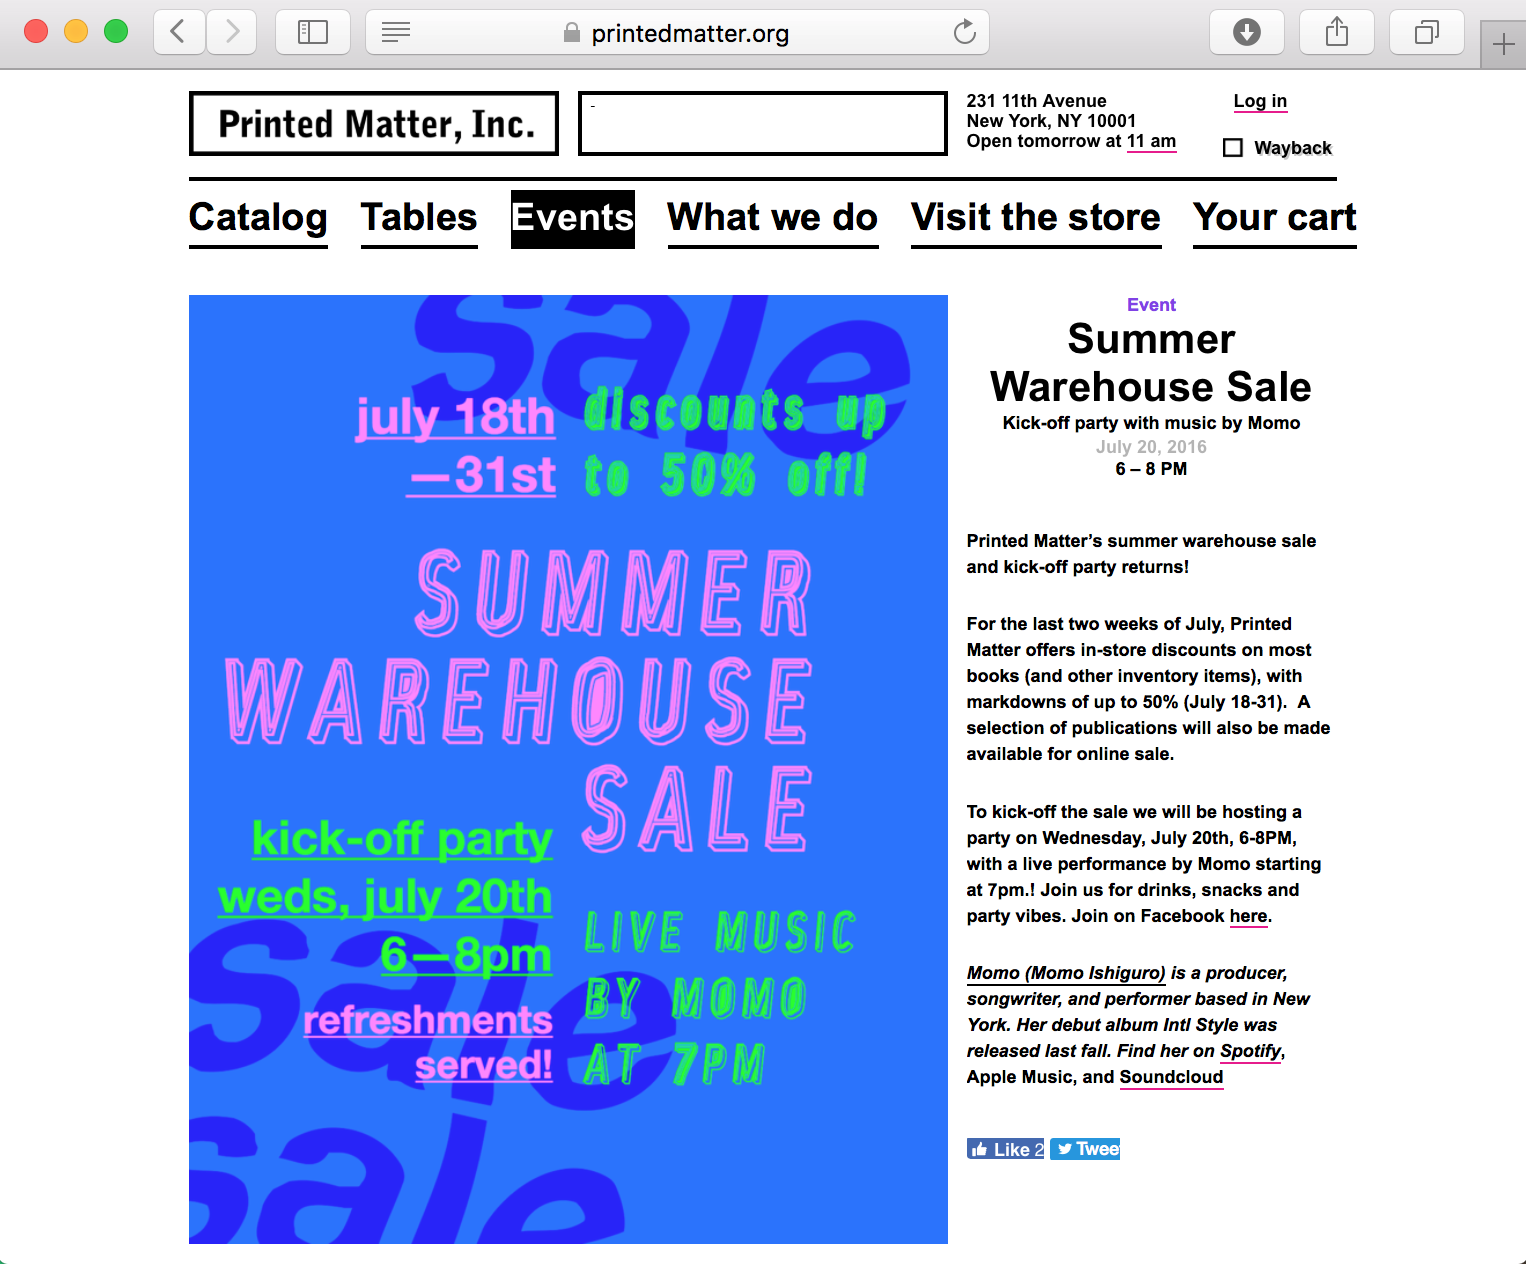 printedmatter.org
Printed Matter, Inc.
-
231 11th Avenue
New York, NY 10001
Open tomorrow at 11 am
Log in
Wayback
Catalog Tables Events What we do Visit the store Your cart
sale
july 18th
—31st
discounts up
to 50% off!
SUMMER
WAREHOUSE
SALE
kick-off party
weds, july 20th
6—8pm
refreshments
served!
LIVE MUSIC
BY MOMO
AT 7PM
sale
sale
Event
Summer
Warehouse Sale
Kick-off party with music by Momo
July 20, 2016
6 – 8 PM
Printed Matter’s summer warehouse sale
and kick-off party returns!
For the last two weeks of July, Printed
Matter offers in-store discounts on most
books (and other inventory items), with
markdowns of up to 50% (July 18-31).  A
selection of publications will also be made
available for online sale.
To kick-off the sale we will be hosting a
party on Wednesday, July 20th, 6-8PM,
with a live performance by Momo starting
at 7pm.! Join us for drinks, snacks and
party vibes. Join on Facebook here.
Momo (Momo Ishiguro) is a producer,
songwriter, and performer based in New
York. Her debut album Intl Style was
released last fall. Find her on Spotify,
Apple Music, and Soundcloud
Like 2 Twee